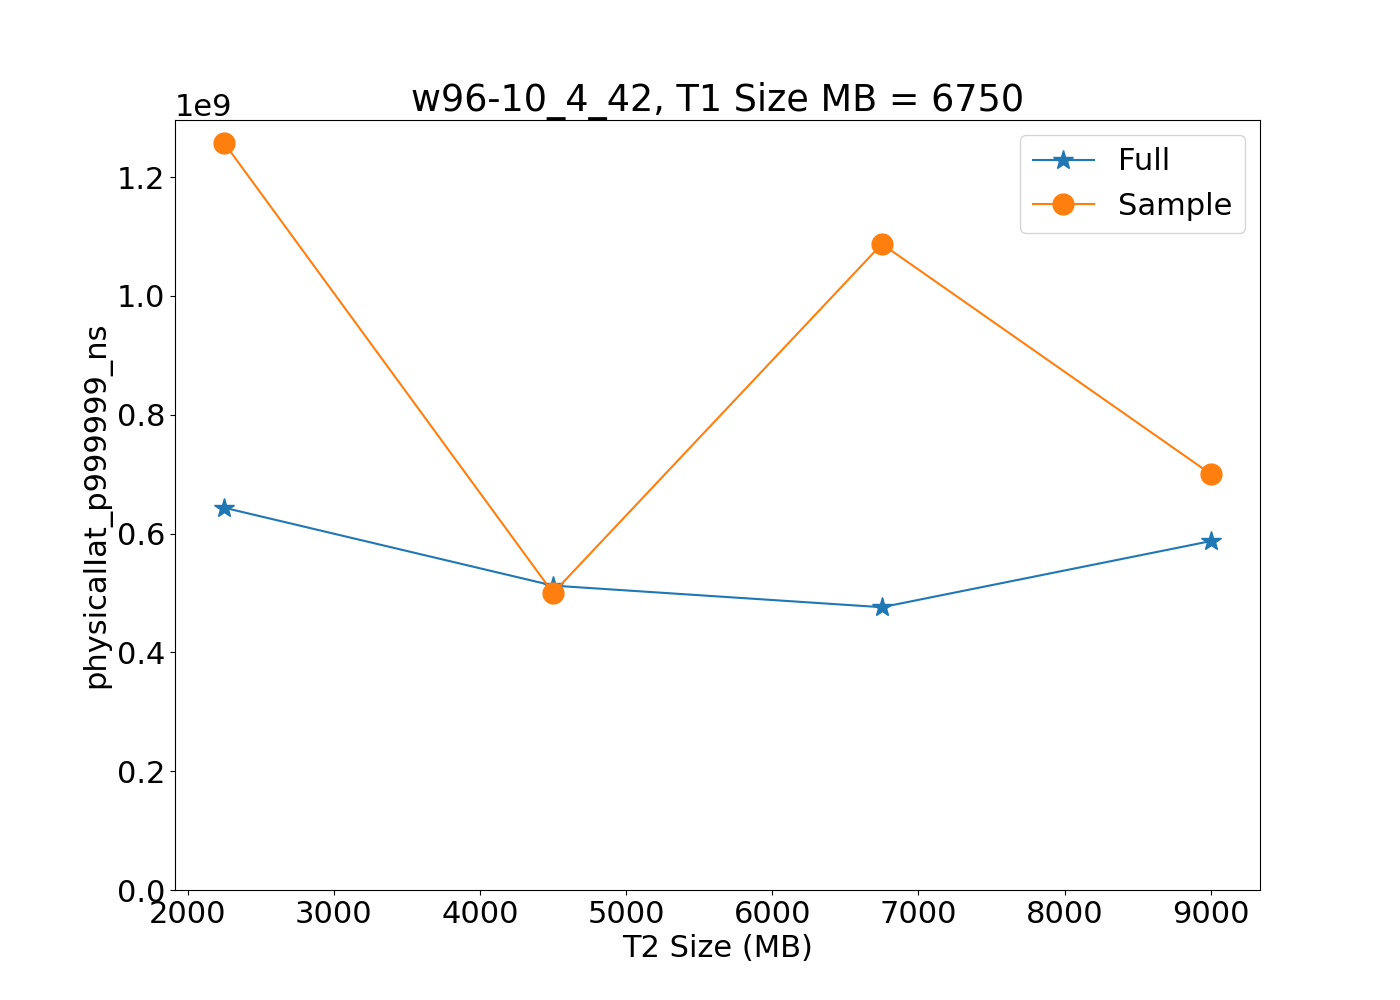 w96-10_4_42, T1 Size MB = 6750
1e9
Full
Sample
1.2
1.0
0.8
0.6
0.4
0.2
0.0
physicallat_p999999_ns
2000 3000 4000 5000 6000 7000 8000 9000
T2 Size (MB)